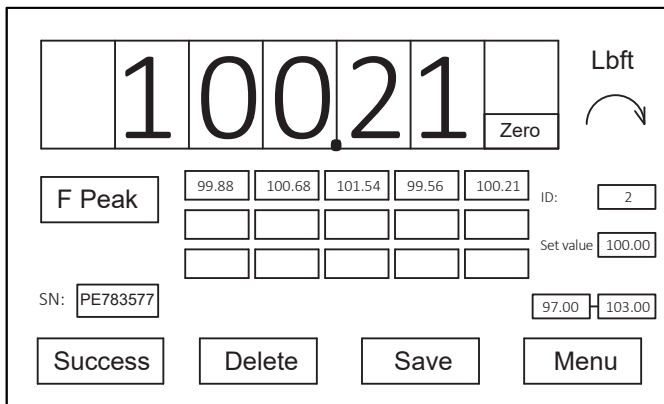 100.21
Zero
Lbft
F Peak
99.88 100.68 101.54 99.56 100.21
ID: 2
Set value 100.00
SN: PE783577
97.00 103.00
Success Delete Save Menu